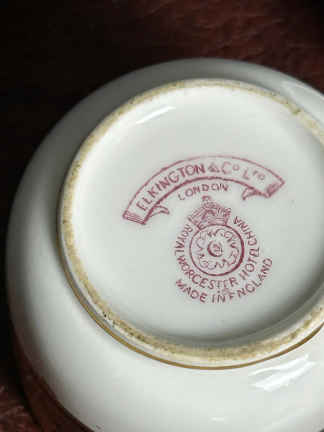 ELKINGTON & Co LTD
LONDON
ROYAL WORCESTER HOTEL CHINA
MADE IN ENGLAND